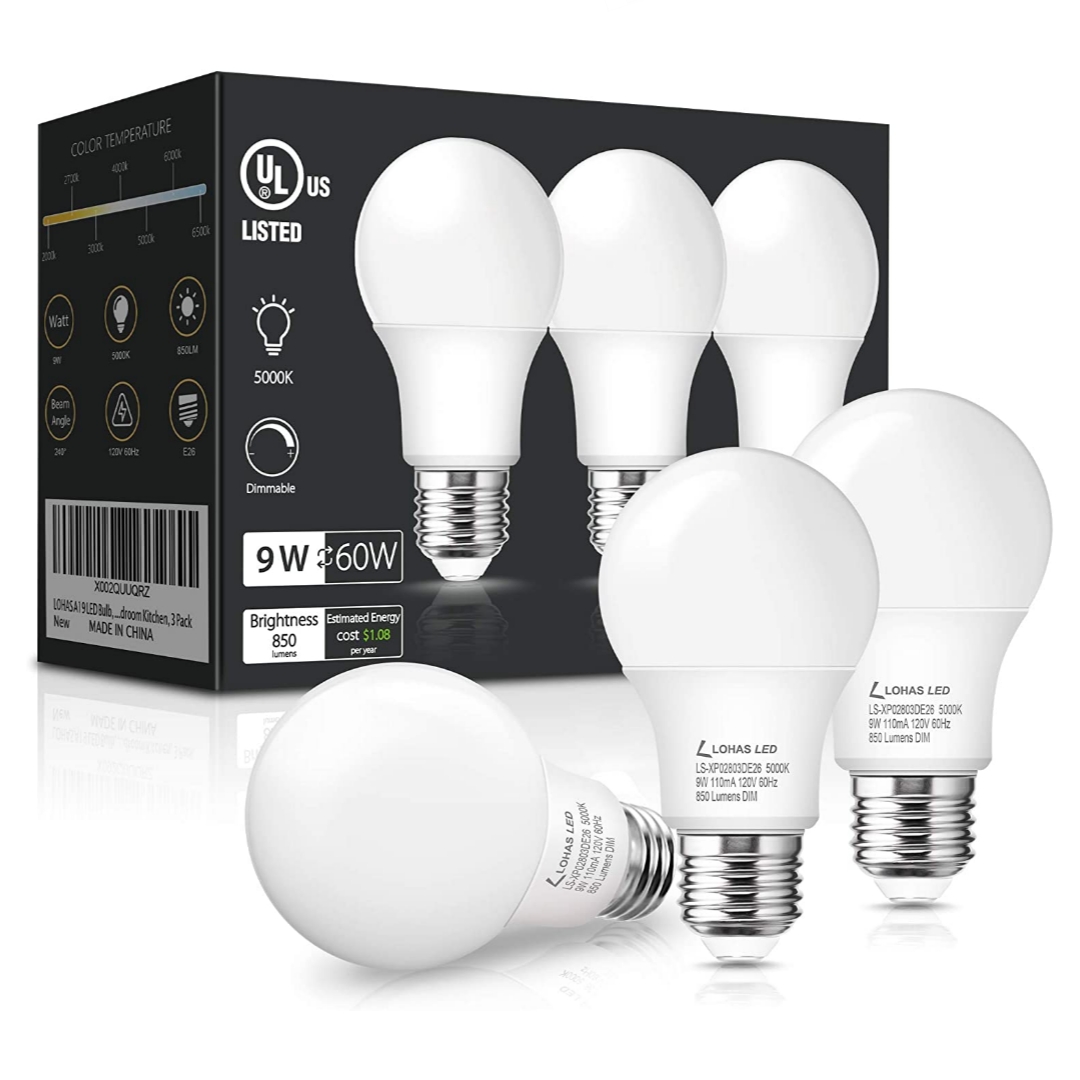 COLOR TEMPERATURE
2700k 4000k 6000k
2000k 3000k 5000k 6500k
Watt
9W 5000K 850LM
Beam
Angle
240° 120V 60Hz E26
X002QUUQRZ
LOHAS A19 LED Bulb, ...droom Kitchen, 3 Pack
New
MADE IN CHINA
UL US
®
LISTED
5000K
- +
Dimmable
9W 60W
Brightness
850
lumens
Estimated Energy
cost $1.08
per year
LOHAS LED
LS-XP02803DE26 5000K
9W 110mA 120V 60Hz
850 Lumens DIM
LOHAS LED
LS-XP02803DE26 5000K
9W 110mA 120V 60Hz
850 Lumens DIM
LOHAS LED
LS-XP02803DE26 5000K
9W 110mA 120V 60Hz
850 Lumens DIM